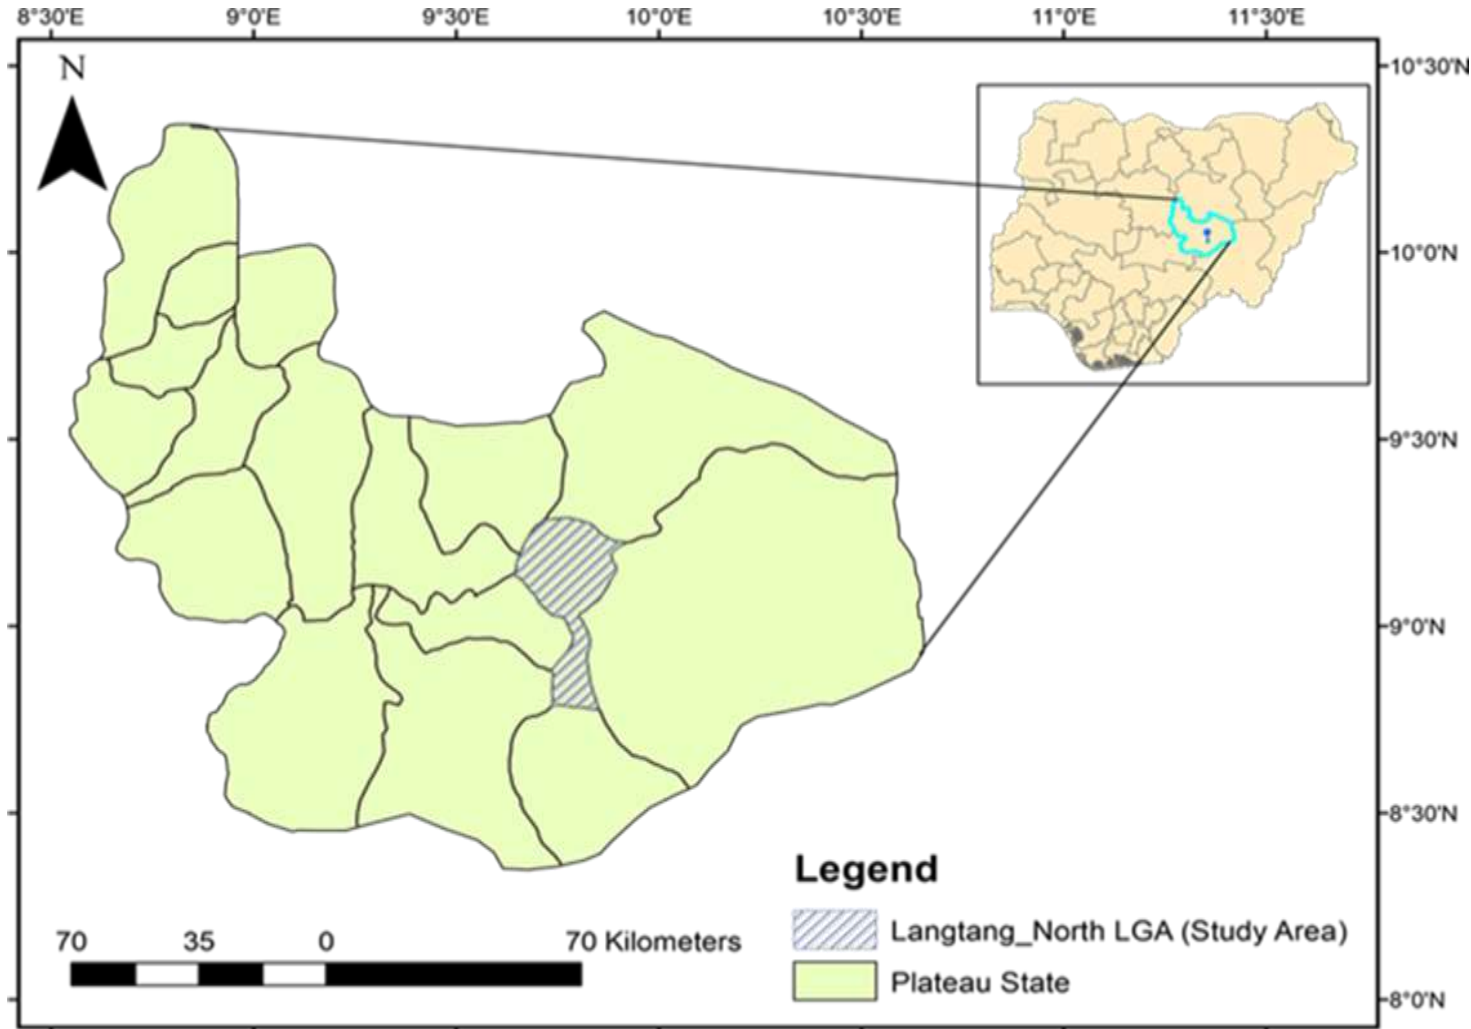 8°30'E 9°0'E 9°30'E 10°0'E 10°30'E 11°0'E 11°30'E
N
10°30'N
10°0'N
9°30'N
9°0'N
8°30'N
8°0'N
Legend
Langtang_North LGA (Study Area)
Plateau State
70 35 0 70 Kilometers